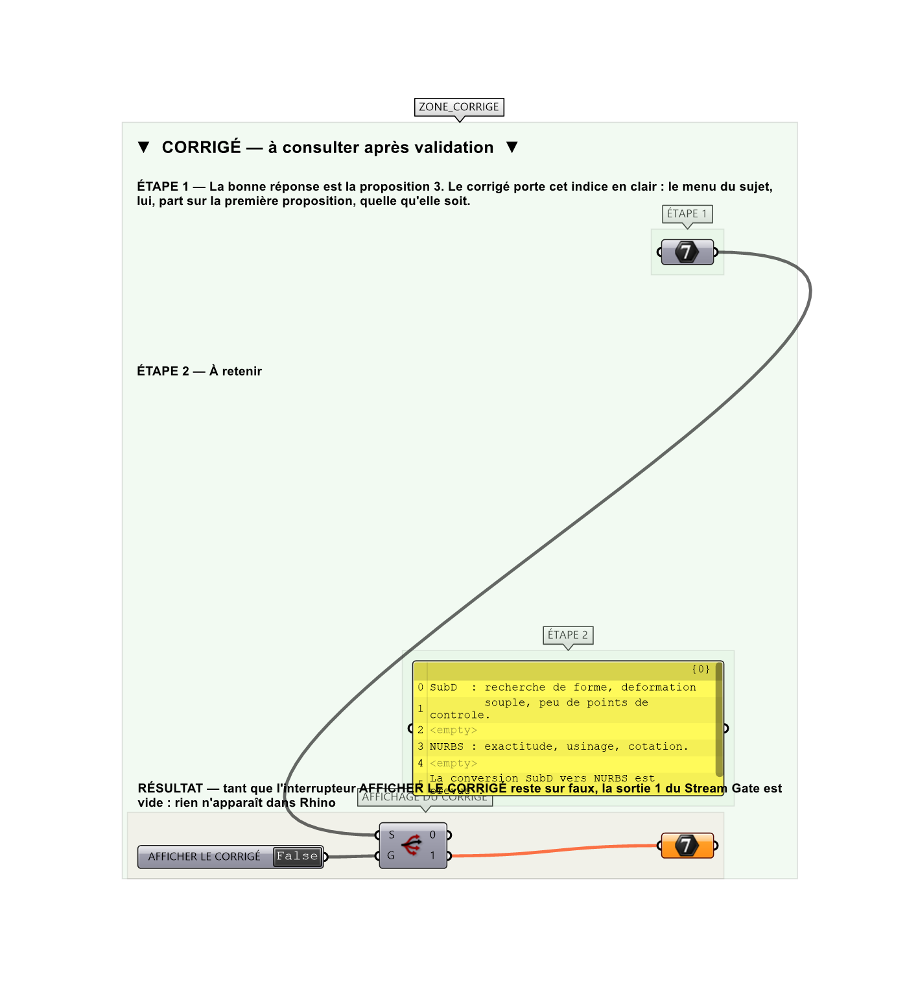 ZONE_CORRIGE
▼ CORRIGÉ — à consulter après validation ▼
ÉTAPE 1 — La bonne réponse est la proposition 3. Le corrigé porte cet indice en clair : le menu du sujet,
lui, part sur la première proposition, quelle qu'elle soit.
ÉTAPE 1
7
ÉTAPE 2 — À retenir
ÉTAPE 2
{0}
0 SubD : recherche de forme, deformation
1 souple, peu de points de
controle.
2 <empty>
3 NURBS : exactitude, usinage, cotation.
4 <empty>
5 La conversion SubD vers NURBS est
RÉSULTAT — tant que l'interrupteur AFFICHER LE CORRIGÉ reste sur faux, la sortie 1 du Stream Gate est
vide : rien n'apparaît dans Rhino
AFFICHAGE DU CORRIGE
S 0
G 1
AFFICHER LE CORRIGÉ False
7